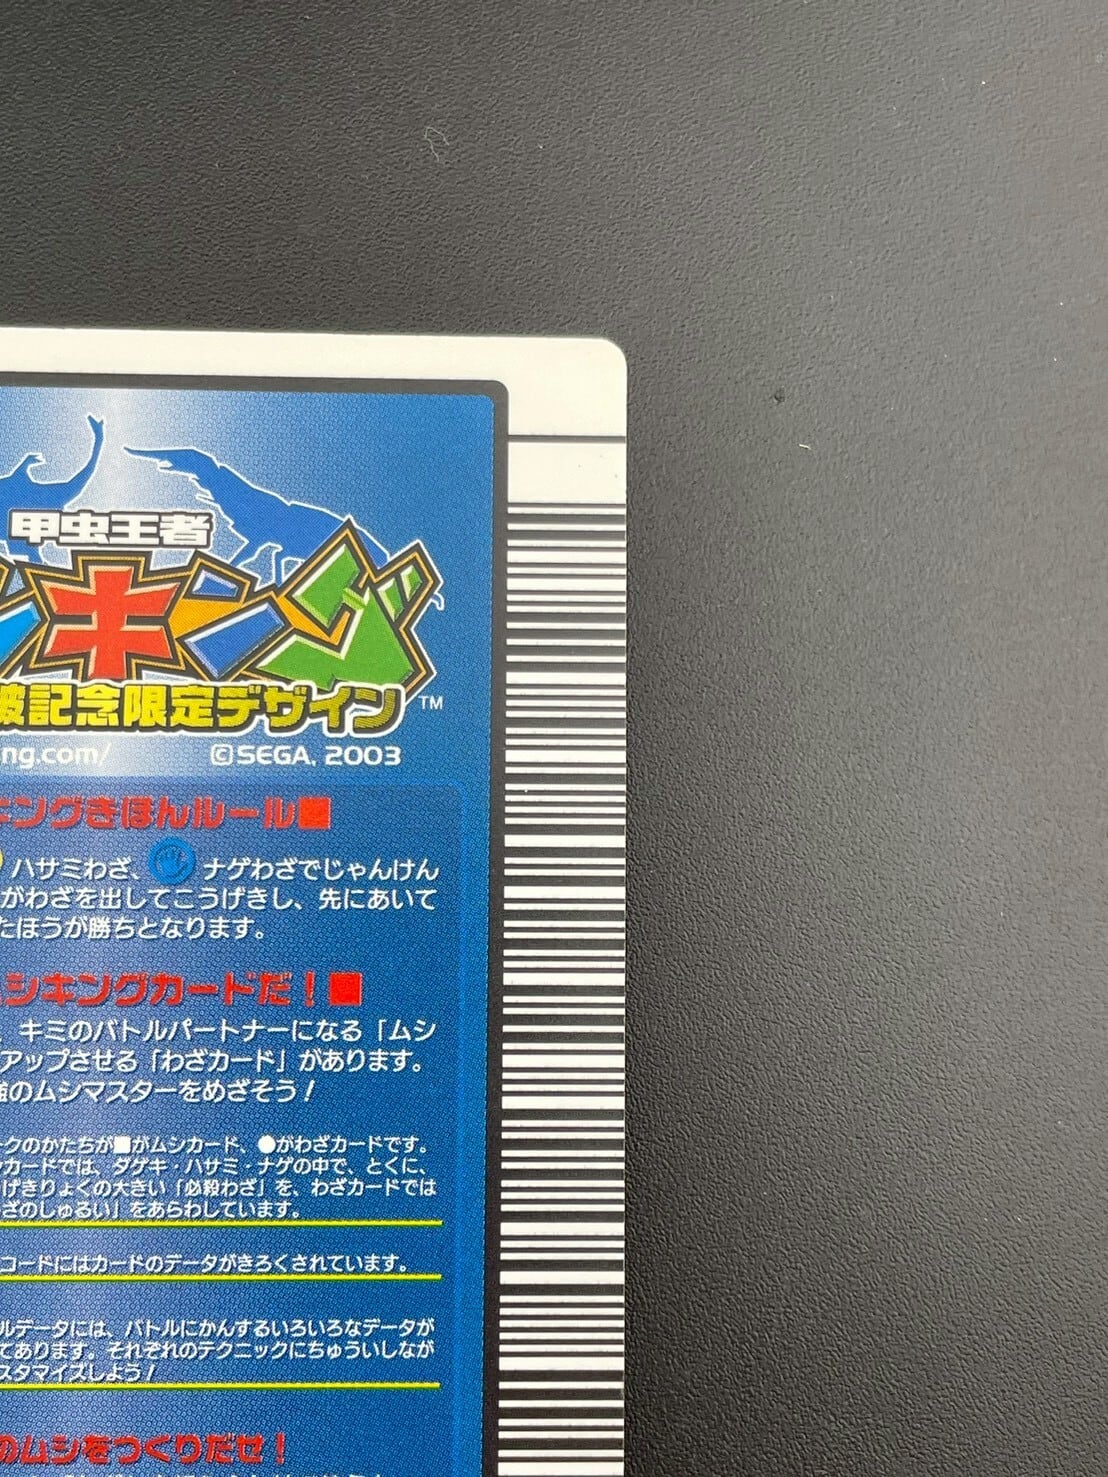 甲虫王者
シキング
破記念限定デザイン™
ng.com/ ©SEGA, 2003
キングきほんルール■
ハサミわざ、ナゲわざでじゃんけん
がわざを出してこうげきし、先にあいて
たほうが勝ちとなります。
シキングカードだ！■
キミのバトルパートナーになる「ムシ
アップさせる「わざカード」があります。
強のムシマスターをめざそう！
ークのかたちが■がムシカード、●がわざカードです。
カードでは、ダゲキ・ハサミ・ナゲの中で、とくに、
げきりょくの大きい「必殺わざ」を、わざカードでは
ざのしゅるい」をあらわしています。
コードにはカードのデータがきろくされています。
ルデータには、バトルにかんするいろいろなデータが
てあります。それぞれのテクニックにちゅういしなが
スタマイズしよう！
のムシをつくりだせ！